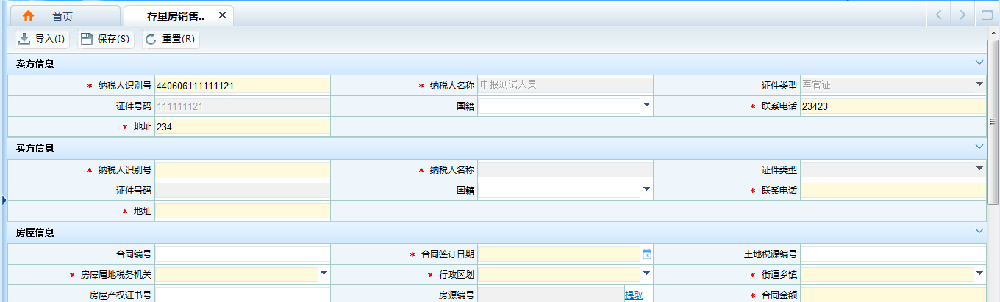 首页 存量房销售..
导入(I) 保存(S) 重置(R)
卖方信息
* 纳税人识别号 440606111111121 * 纳税人名称 申报测试人员 证件类型 军官证
证件号码 111111121 国籍 * 联系电话 23423
* 地址 234
买方信息
* 纳税人识别号 * 纳税人名称 证件类型
证件号码 国籍 * 联系电话
* 地址
房屋信息
合同编号 * 合同签订日期 土地税源编号
* 房屋属地税务机关 * 行政区划 * 街道乡镇
房屋产权证书号 房源编号 提取 * 合同金额